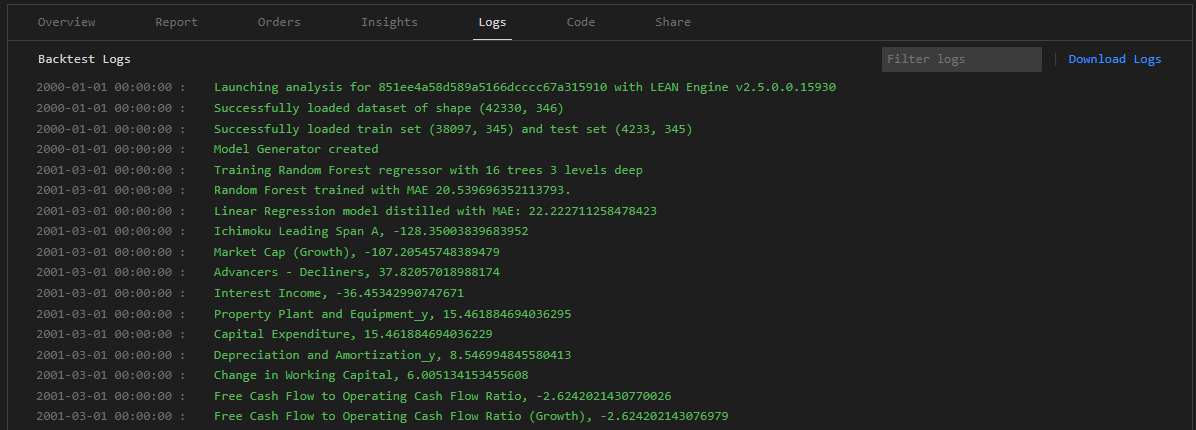 Overview Report Orders Insights Logs Code Share
Backtest Logs Filter logs | Download Logs
2000-01-01 00:00:00 : Launching analysis for 851ee4a58d589a5166dcccc67a315910 with LEAN Engine v2.5.0.0.15930
2000-01-01 00:00:00 : Successfully loaded dataset of shape (42330, 346)
2000-01-01 00:00:00 : Successfully loaded train set (38097, 345) and test set (4233, 345)
2000-01-01 00:00:00 : Model Generator created
2001-03-01 00:00:00 : Training Random Forest regressor with 16 trees 3 levels deep
2001-03-01 00:00:00 : Random Forest trained with MAE 20.539696352113793.
2001-03-01 00:00:00 : Linear Regression model distilled with MAE: 22.222711258478423
2001-03-01 00:00:00 : Ichimoku Leading Span A, -128.35003839683952
2001-03-01 00:00:00 : Market Cap (Growth), -107.20545748389479
2001-03-01 00:00:00 : Advancers - Decliners, 37.82057018988174
2001-03-01 00:00:00 : Interest Income, -36.45342990747671
2001-03-01 00:00:00 : Property Plant and Equipment_y, 15.461884694036295
2001-03-01 00:00:00 : Capital Expenditure, 15.461884694036229
2001-03-01 00:00:00 : Depreciation and Amortization_y, 8.546994845580413
2001-03-01 00:00:00 : Change in Working Capital, 6.005134153455608
2001-03-01 00:00:00 : Free Cash Flow to Operating Cash Flow Ratio, -2.6242021430770026
2001-03-01 00:00:00 : Free Cash Flow to Operating Cash Flow Ratio (Growth), -2.624202143076979